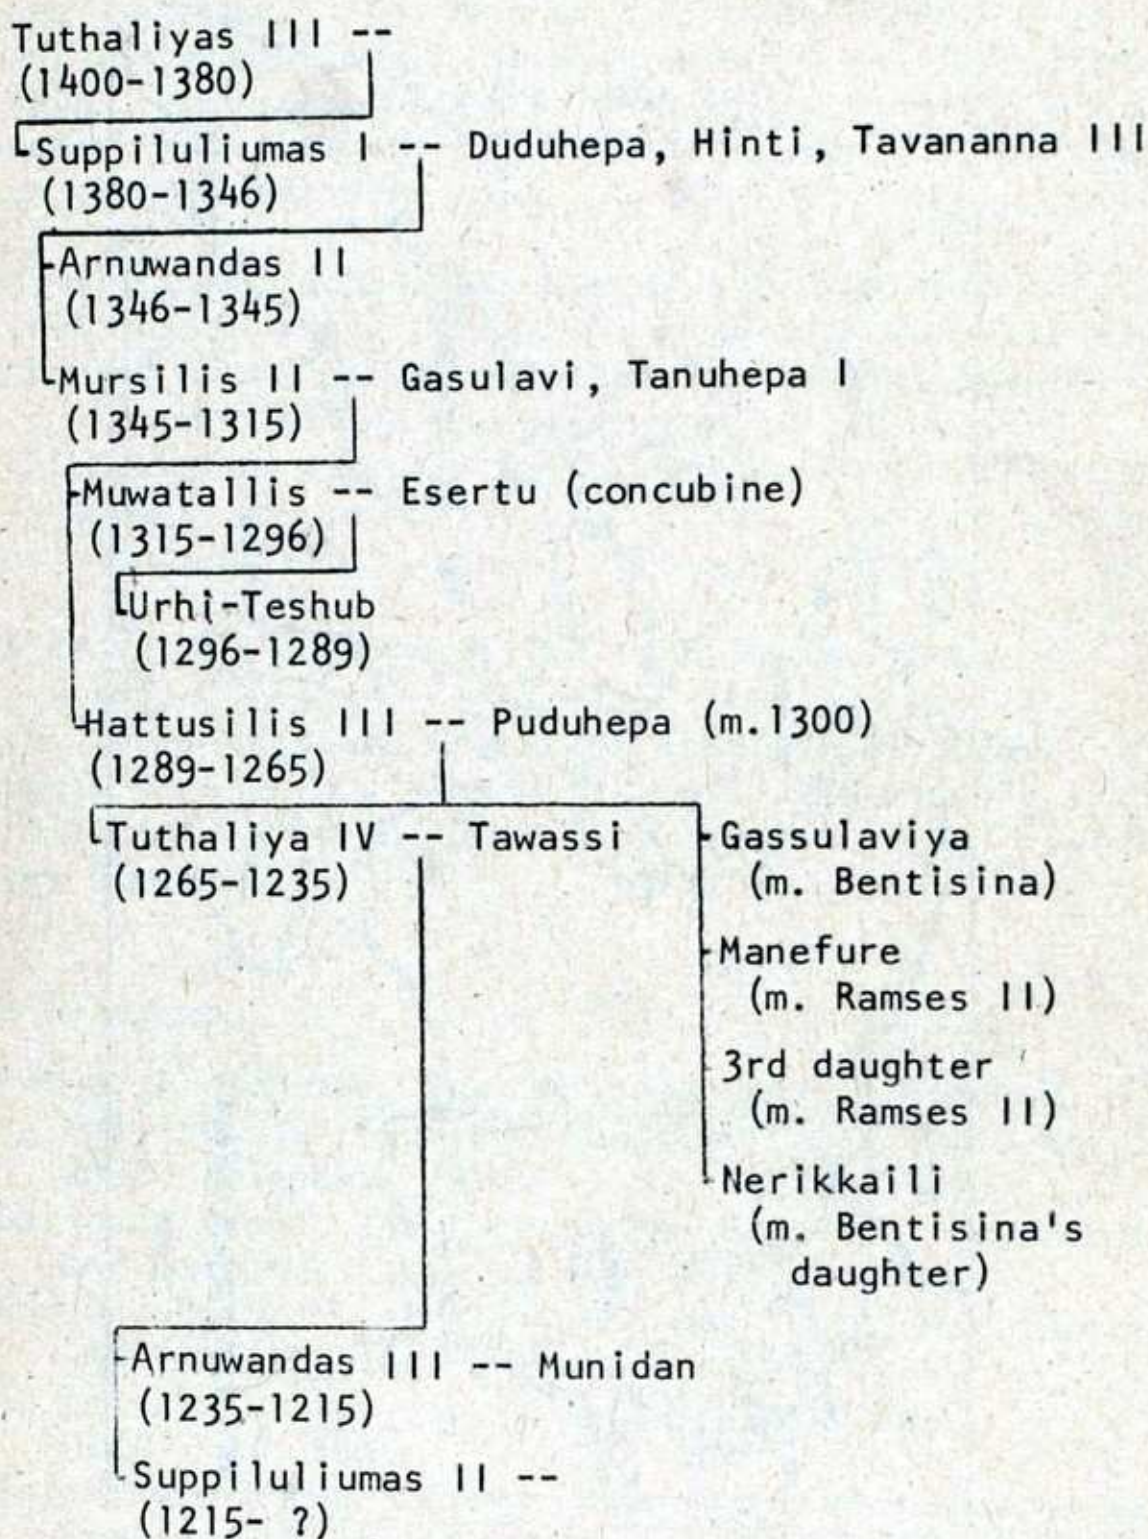 Tuthaliyas III --
(1400-1380)
Suppiluliumas I -- Duduhepa, Hinti, Tavananna III
(1380-1346)
Arnuwandas II
(1346-1345)
Mursilis II -- Gasulavi, Tanuhepa I
(1345-1315)
Muwatallis -- Esertu (concubine)
(1315-1296)
Urhi-Teshub
(1296-1289)
Hattusilis III -- Puduhepa (m.1300)
(1289-1265)
Tuthaliya IV -- Tawassi
(1265-1235)
Gassulaviya
(m. Bentisina)
Manefure
(m. Ramses II)
3rd daughter
(m. Ramses II)
Nerikkaili
(m. Bentisina's
daughter)
Arnuwandas III -- Munidan
(1235-1215)
Suppiluliumas II --
(1215- ?)